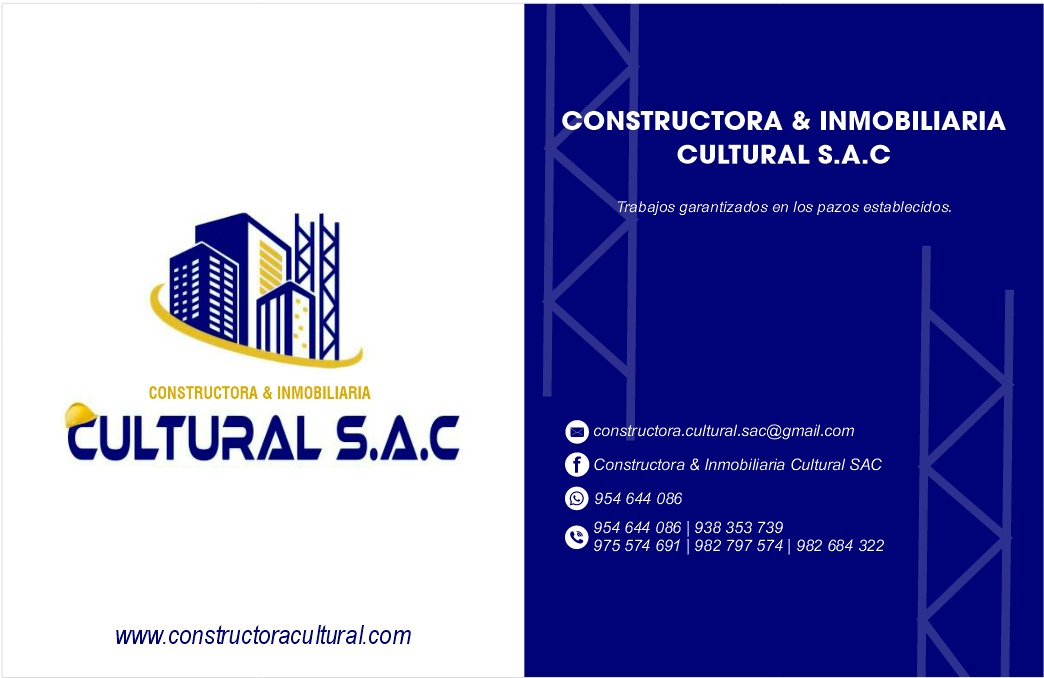 CONSTRUCTORA & INMOBILIARIA
CULTURAL S.A.C
www.constructoracultural.com
CONSTRUCTORA & INMOBILIARIA
CULTURAL S.A.C
Trabajos garantizados en los pazos establecidos.
constructora.cultural.sac@gmail.com
Constructora & Inmobiliaria Cultural SAC
954 644 086
954 644 086 | 938 353 739
975 574 691 | 982 797 574 | 982 684 322